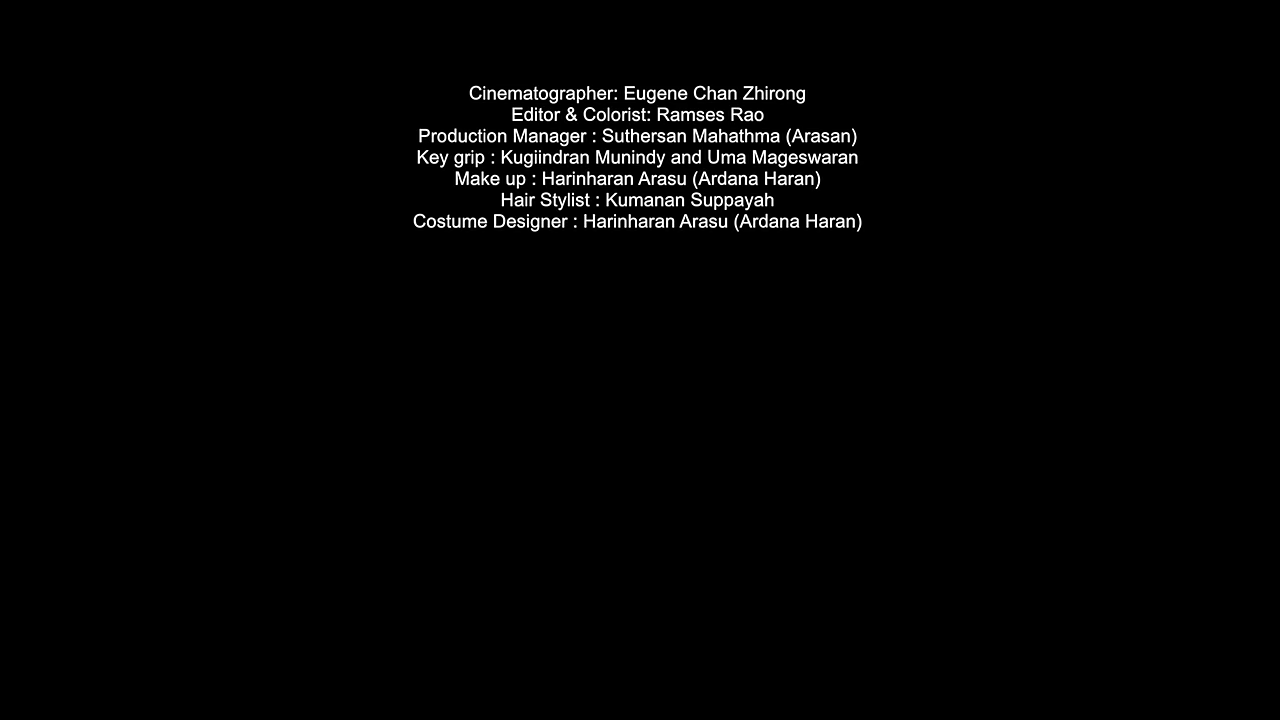 Cinematographer: Eugene Chan Zhirong
Editor & Colorist: Ramses Rao
Production Manager : Suthersan Mahathma (Arasan)
Key grip : Kugiindran Munindy and Uma Mageswaran
Make up : Harinharan Arasu (Ardana Haran)
Hair Stylist : Kumanan Suppayah
Costume Designer : Harinharan Arasu (Ardana Haran)